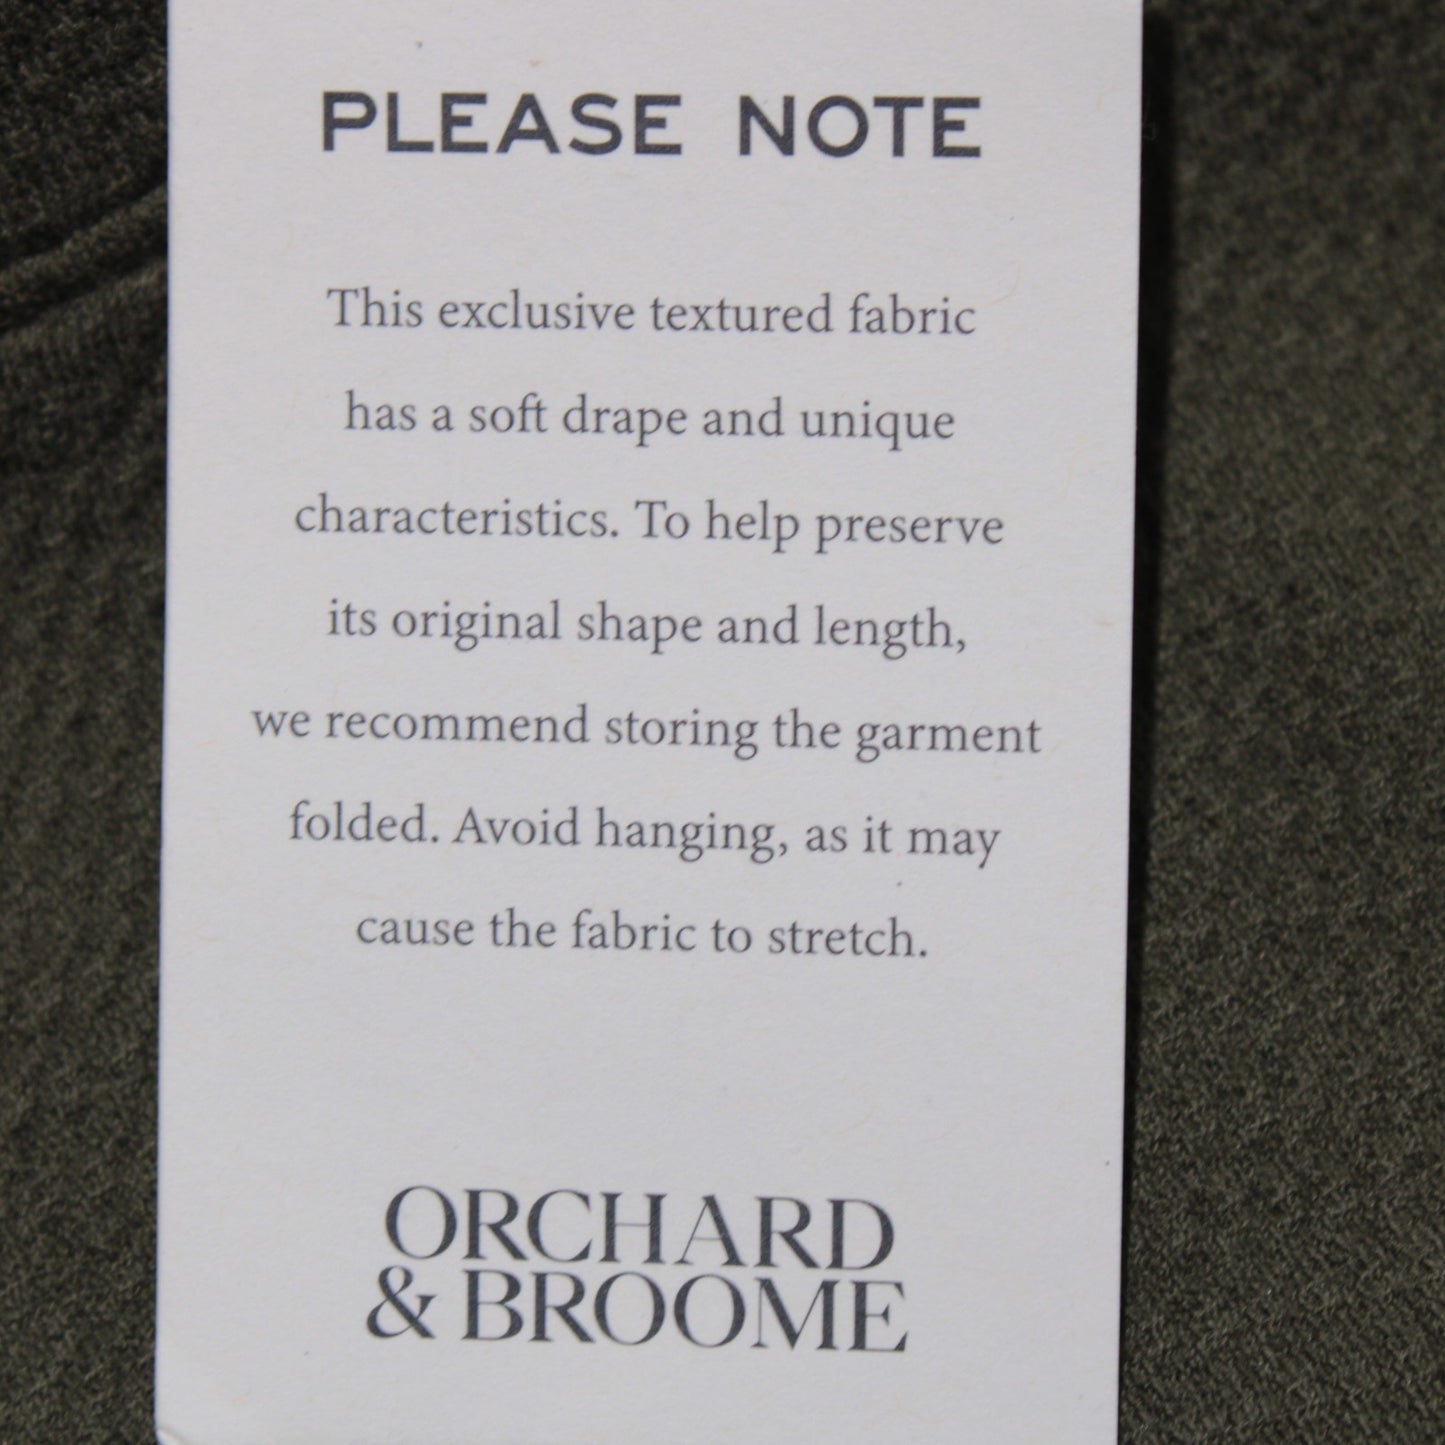 PLEASE NOTE
This exclusive textured fabric
has a soft drape and unique
characteristics. To help preserve
its original shape and length,
we recommend storing the garment
folded. Avoid hanging, as it may
cause the fabric to stretch.
ORCHARD
& BROOME